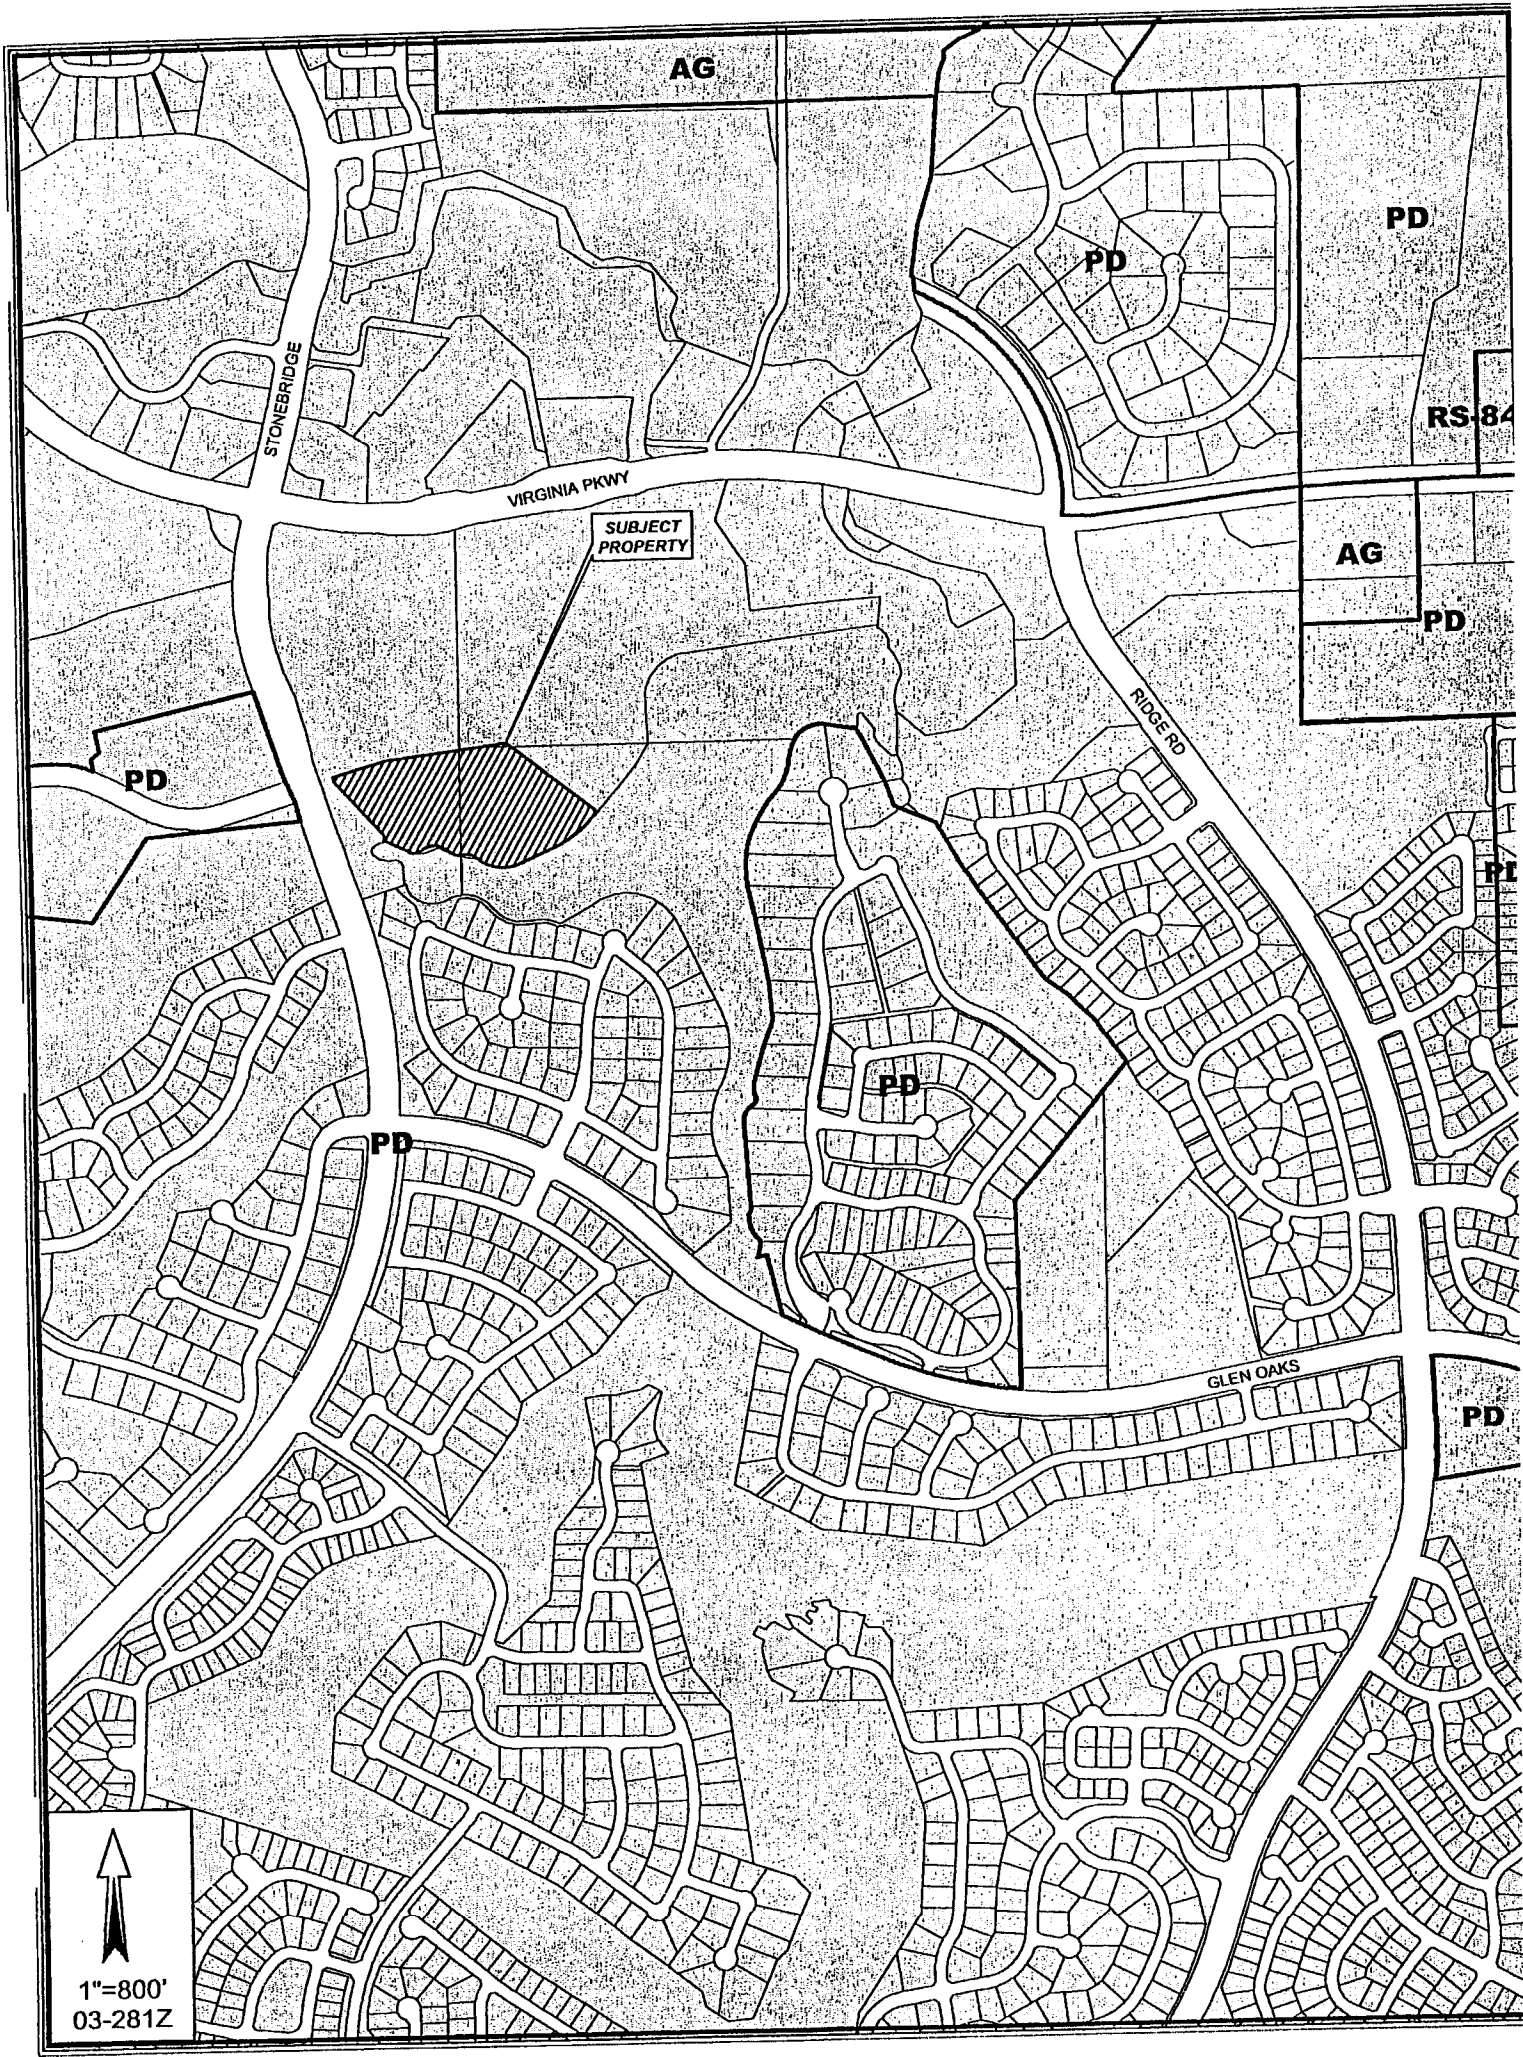 AG
PD
PD
STONEBRIDGE
RS-84
VIRGINIA PKWY
SUBJECT
PROPERTY
AG
PD
RIDGE RD
PD
PD
PD
PD
GLEN OAKS
PD
1"=800'
03-281Z